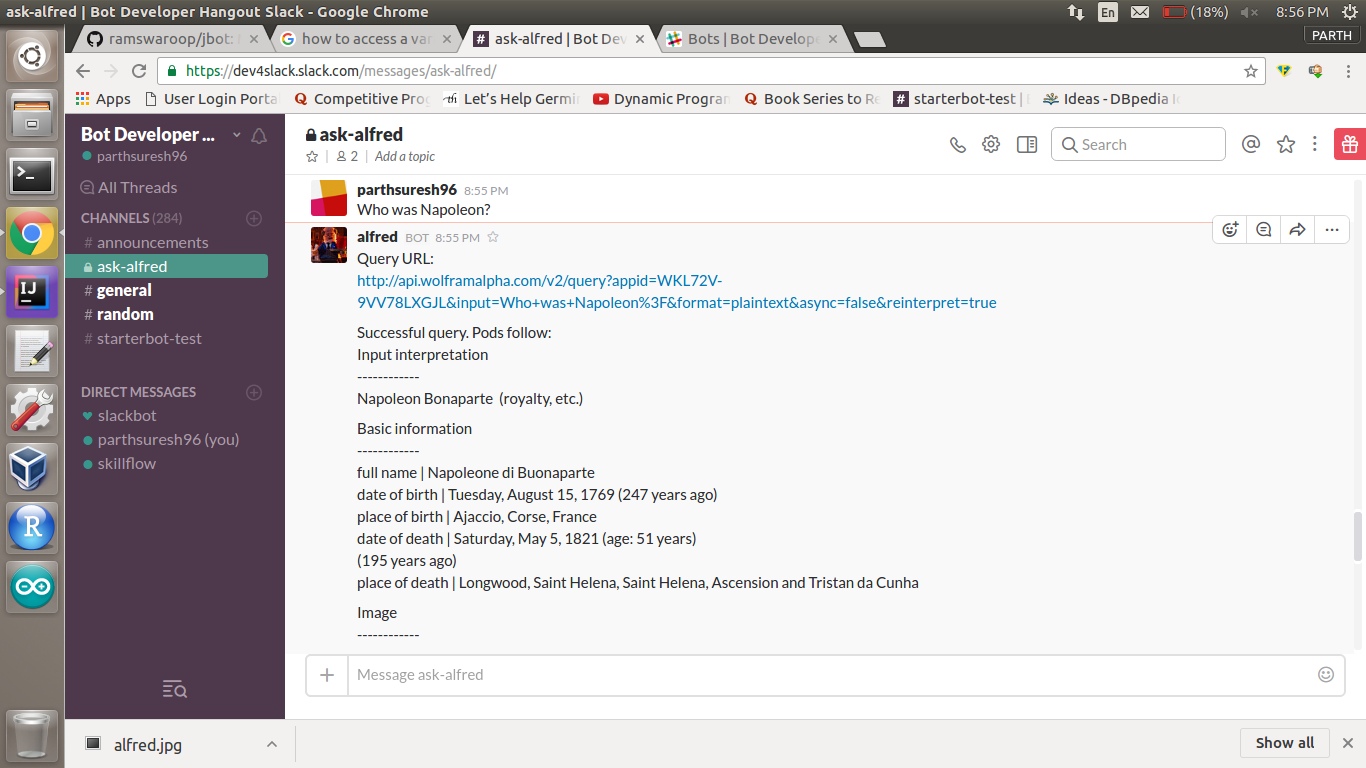 ask-alfred | Bot Developer Hangout Slack - Google Chrome
En
(18%)
8:56 PM
PARTH
ramswaroop/jbot:
how to access a var
ask-alfred | Bot Dev
Bots | Bot Develope
https://dev4slack.slack.com/messages/ask-alfred/
Apps
User Login Porta
Competitive Prog
Let's Help Germi
Dynamic Program
Book Series to Re
starterbot-test |
Ideas - DBpedia
Bot Developer ...
parthsuresh96
All Threads
CHANNELS (284)
# announcements
ask-alfred
# general
# random
# starterbot-test
DIRECT MESSAGES
slackbot
parthsuresh96 (you)
skillflow
ask-alfred
2
Add a topic
Search
parthsuresh96 8:55 PM
Who was Napoleon?
alfred BOT 8:55 PM
Query URL:
http://api.wolframalpha.com/v2/query?appid=WKL72V-
9VV78LXGJL&input=Who+was+Napoleon%3F&format=plaintext&async=false&reinterpret=true
Successful query. Pods follow:
Input interpretation
------------
Napoleon Bonaparte (royalty, etc.)
Basic information
------------
full name | Napoleone di Buonaparte
date of birth | Tuesday, August 15, 1769 (247 years ago)
place of birth | Ajaccio, Corse, France
date of death | Saturday, May 5, 1821 (age: 51 years)
(195 years ago)
place of death | Longwood, Saint Helena, Saint Helena, Ascension and Tristan da Cunha
Image
------------
Message ask-alfred
alfred.jpg
Show all